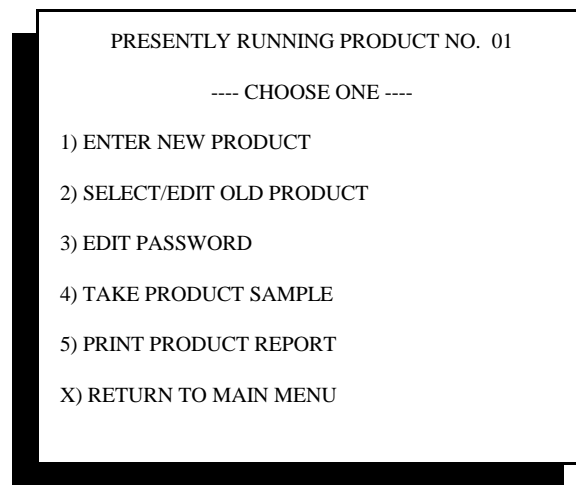 PRESENTLY RUNNING PRODUCT NO. 01
---- CHOOSE ONE ----
1) ENTER NEW PRODUCT
2) SELECT/EDIT OLD PRODUCT
3) EDIT PASSWORD
4) TAKE PRODUCT SAMPLE
5) PRINT PRODUCT REPORT
X) RETURN TO MAIN MENU